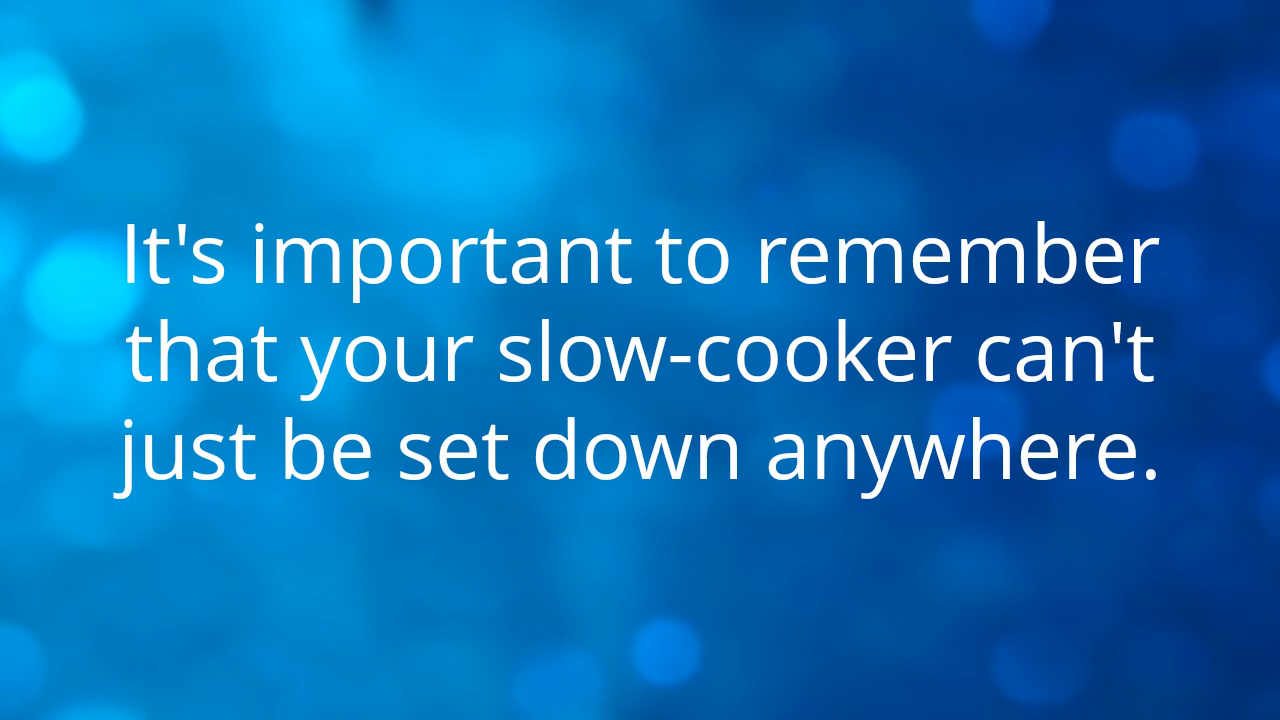 It's important to remember
that your slow-cooker can't
just be set down anywhere.